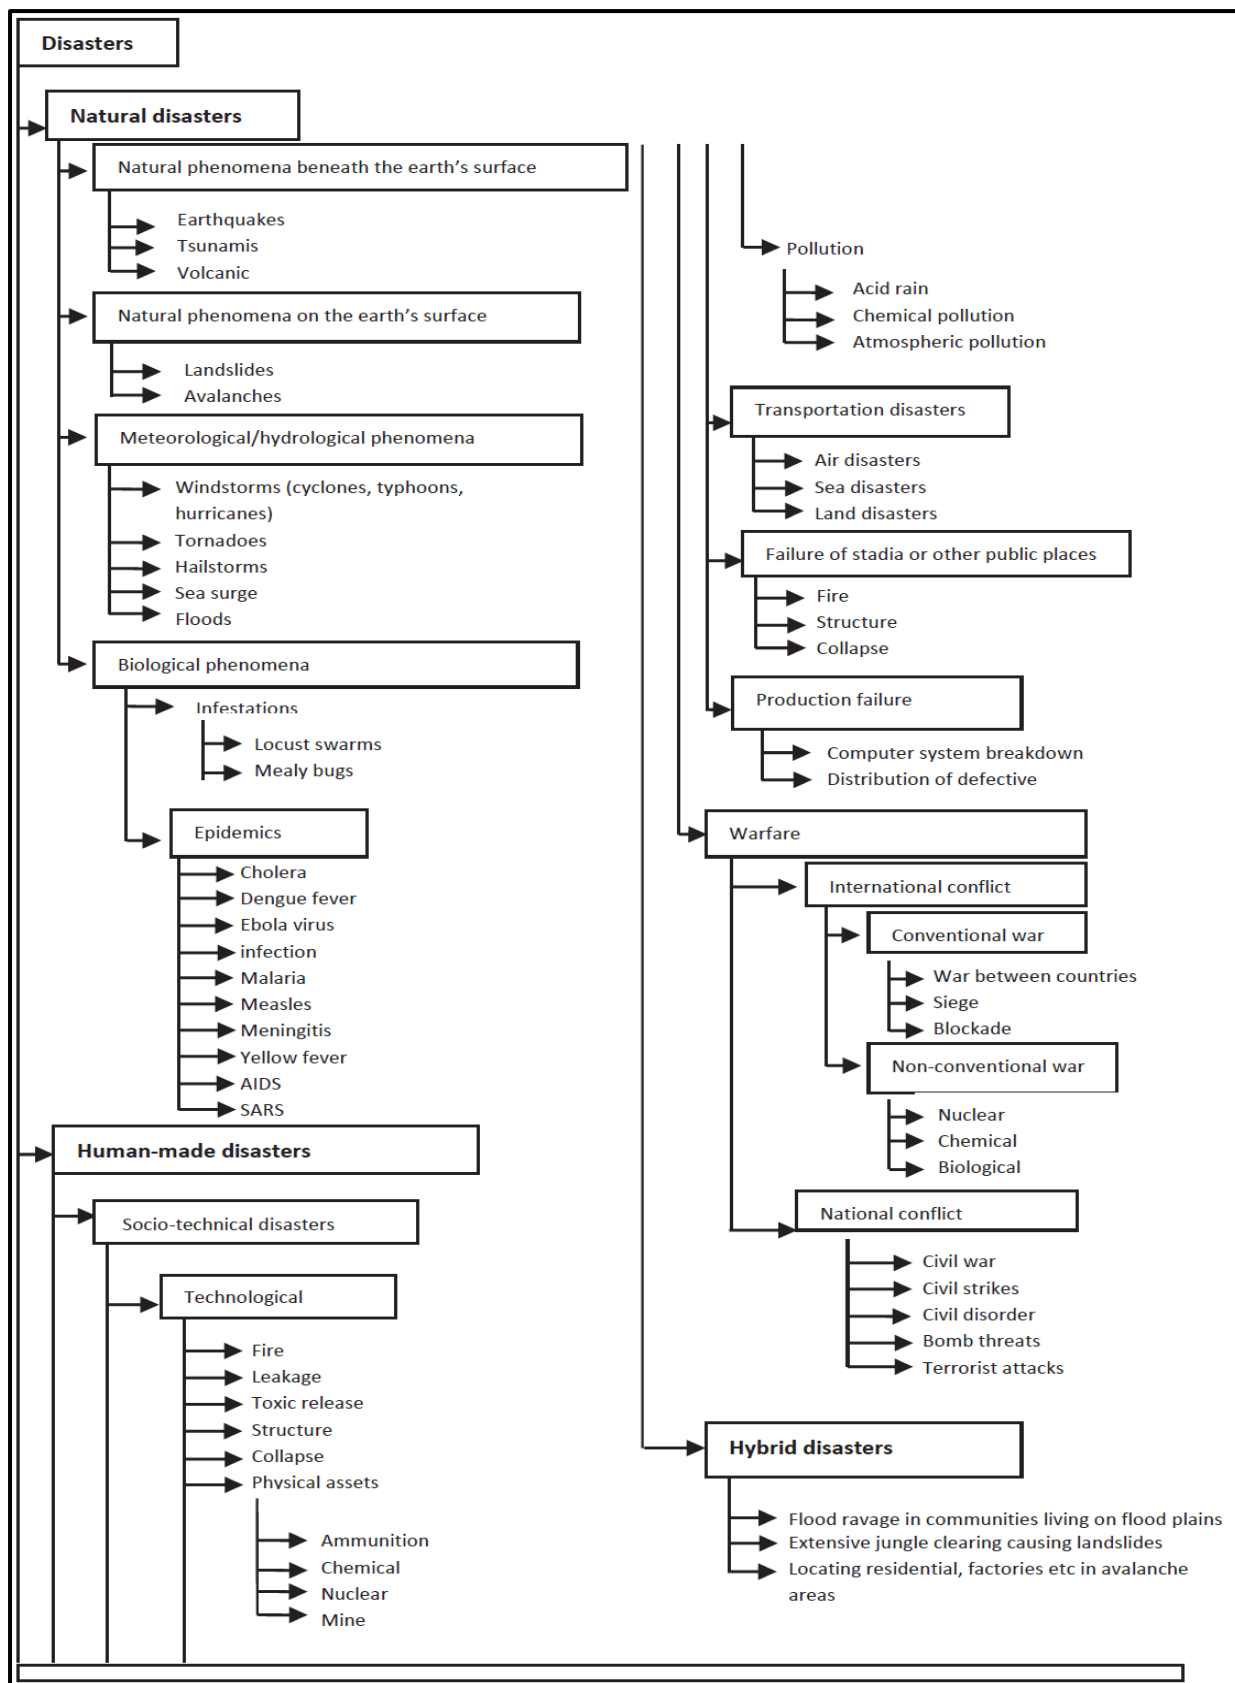 Disasters
Natural disasters
Natural phenomena beneath the earth's surface
Earthquakes
Tsunamis
Volcanic
Natural phenomena on the earth's surface
Landslides
Avalanches
Meteorological/hydrological phenomena
Windstorms (cyclones, typhoons,
hurricanes)
Tornadoes
Hailstorms
Sea surge
Floods
Biological phenomena
Infestations
Locust swarms
Mealy bugs
Epidemics
Cholera
Dengue fever
Ebola virus
infection
Malaria
Measles
Meningitis
Yellow fever
AIDS
SARS
Human-made disasters
Socio-technical disasters
Technological
Fire
Leakage
Toxic release
Structure
Collapse
Physical assets
Ammunition
Chemical
Nuclear
Mine
Pollution
Acid rain
Chemical pollution
Atmospheric pollution
Transportation disasters
Air disasters
Sea disasters
Land disasters
Failure of stadia or other public places
Fire
Structure
Collapse
Production failure
Computer system breakdown
Distribution of defective
Warfare
International conflict
Conventional war
War between countries
Siege
Blockade
Non-conventional war
Nuclear
Chemical
Biological
National conflict
Civil war
Civil strikes
Civil disorder
Bomb threats
Terrorist attacks
Hybrid disasters
Flood ravage in communities living on flood plains
Extensive jungle clearing causing landslides
Locating residential, factories etc in avalanche
areas